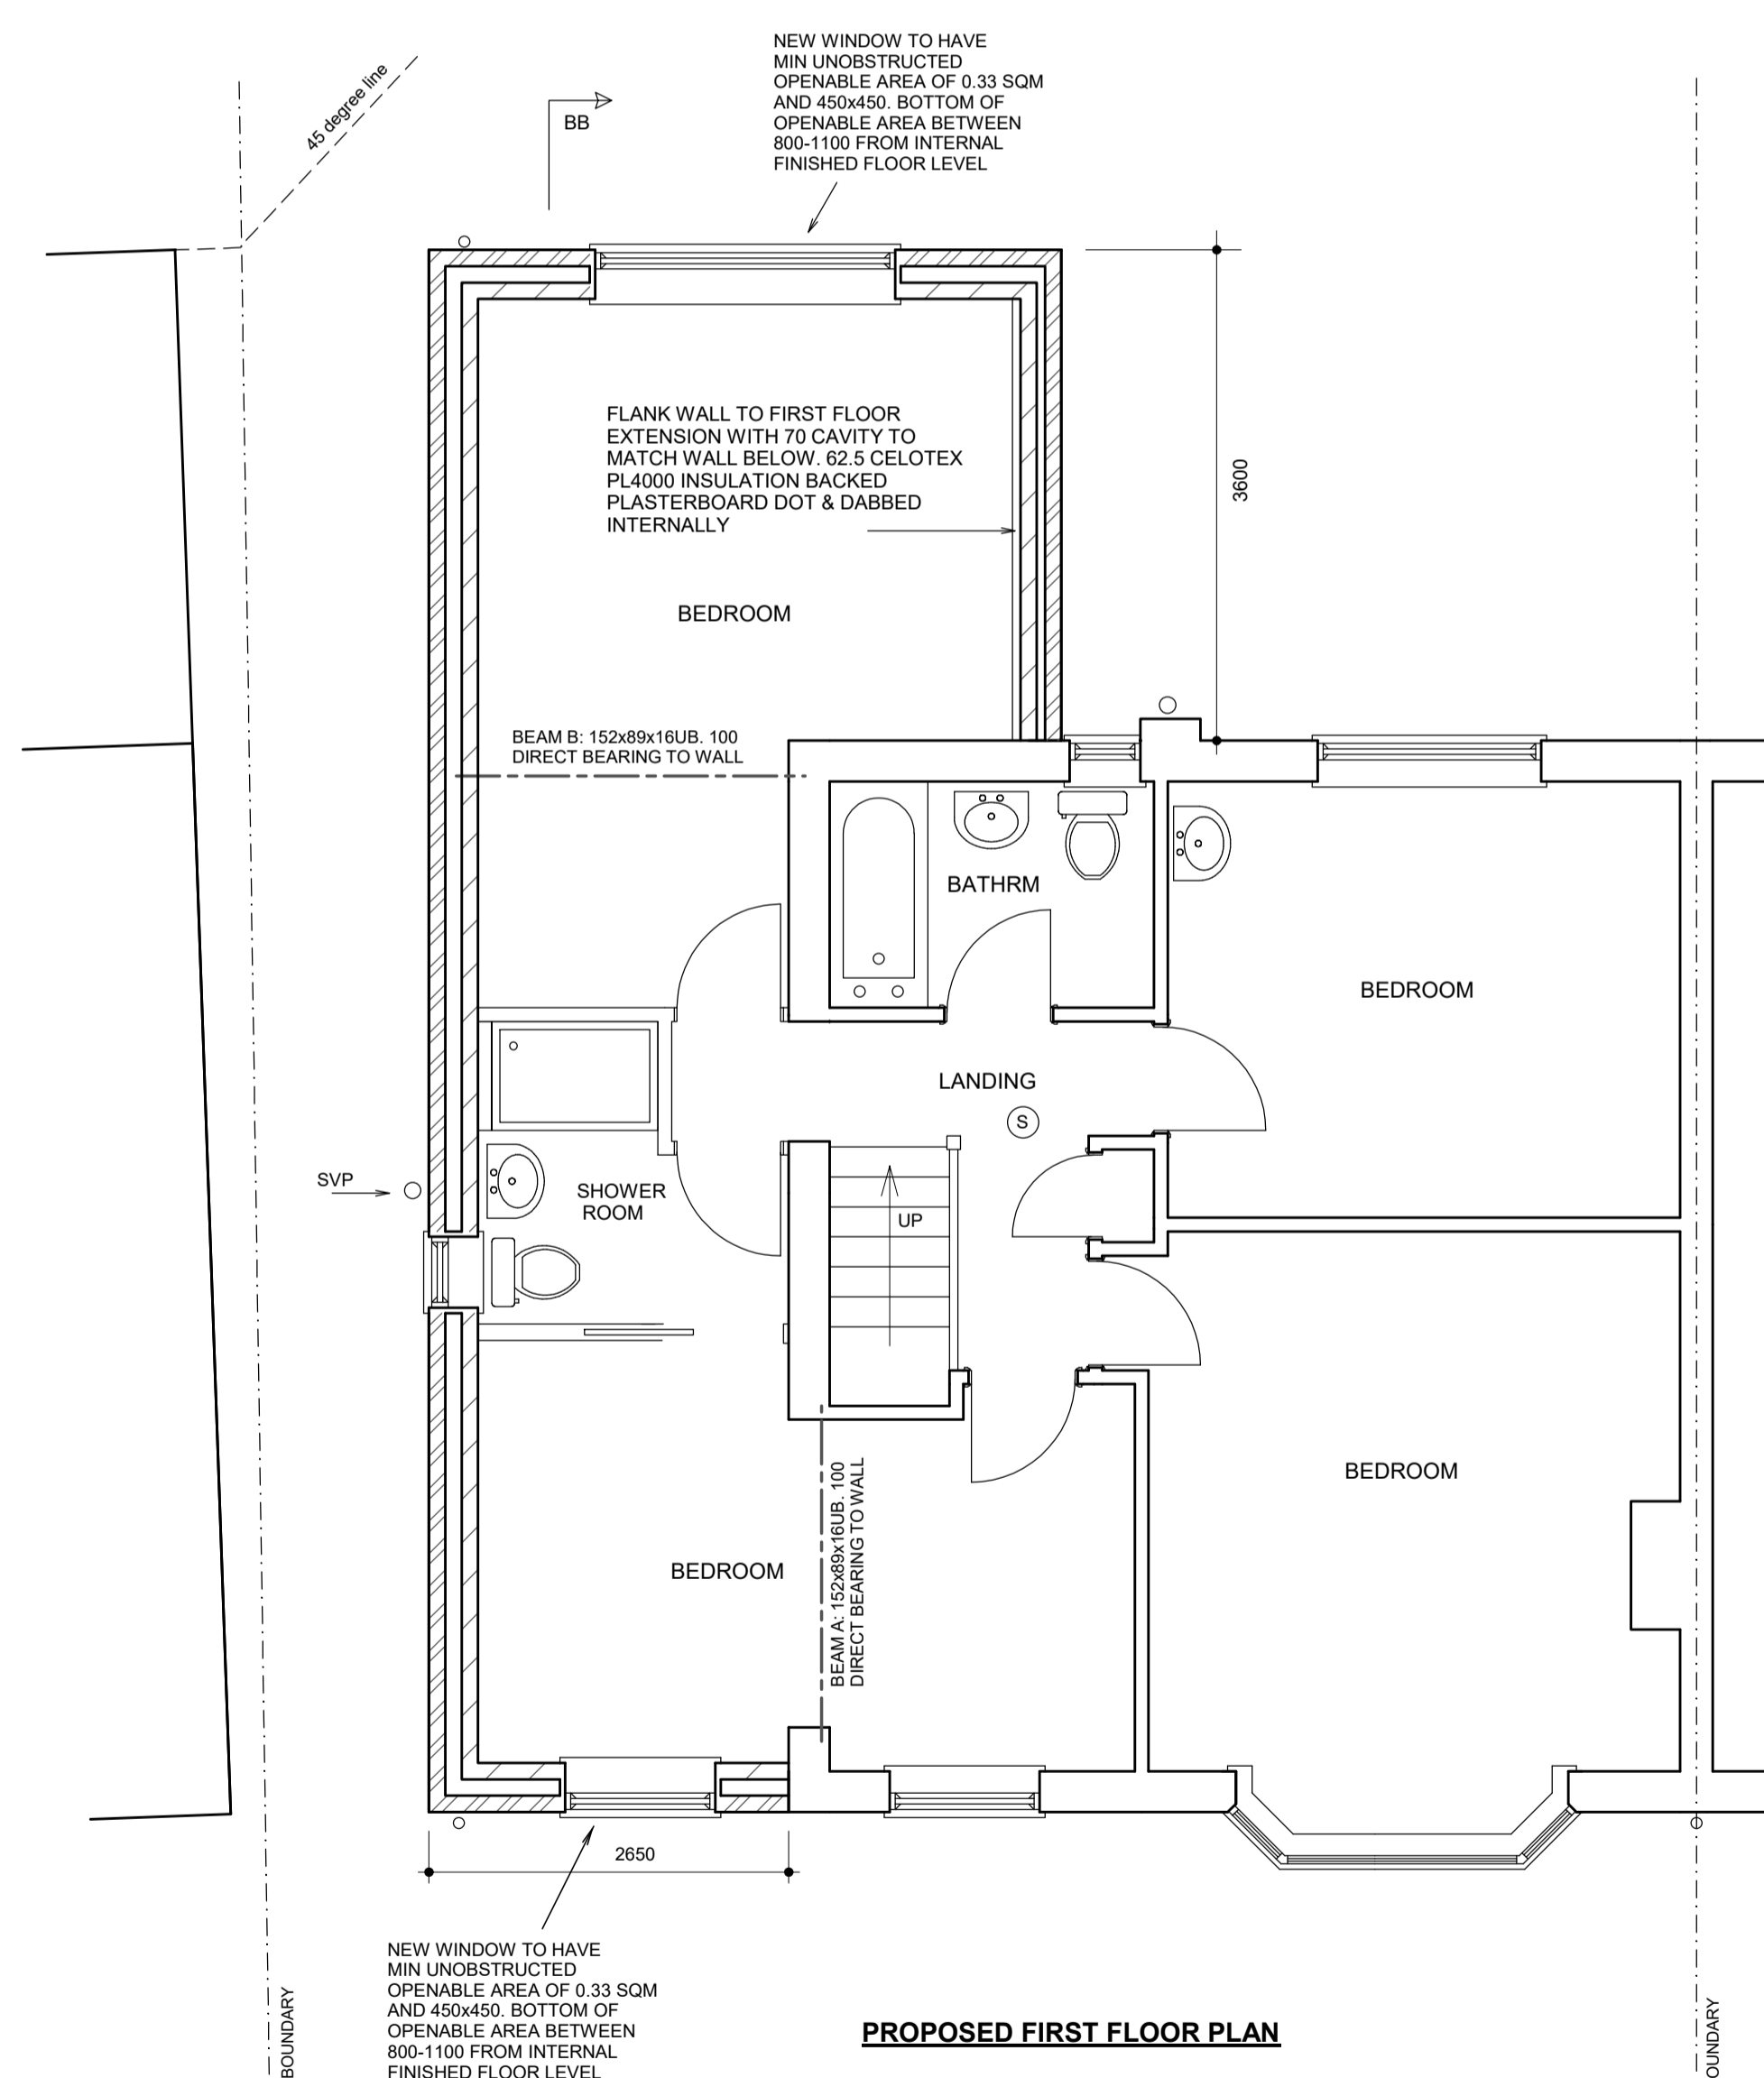 NEW WINDOW TO HAVE
MIN UNOBSTRUCTED
OPENABLE AREA OF 0.33 SQM
AND 450x450. BOTTOM OF
OPENABLE AREA BETWEEN
800-1100 FROM INTERNAL
FINISHED FLOOR LEVEL
45 degree line
BB
FLANK WALL TO FIRST FLOOR
EXTENSION WITH 70 CAVITY TO
MATCH WALL BELOW. 62.5 CELOTEX
PL4000 INSULATION BACKED
PLASTERBOARD DOT & DABBED
INTERNALLY
3600
BEDROOM
BEAM B: 152x89x16UB. 100
DIRECT BEARING TO WALL
BATHRM
BEDROOM
LANDING
S
SVP
SHOWER
ROOM
UP
BEDROOM
BEAM A: 152x89x16UB. 100
DIRECT BEARING TO WALL
BEDROOM
2650
NEW WINDOW TO HAVE
MIN UNOBSTRUCTED
OPENABLE AREA OF 0.33 SQM
AND 450x450. BOTTOM OF
OPENABLE AREA BETWEEN
800-1100 FROM INTERNAL
FINISHED FLOOR LEVEL
BOUNDARY
PROPOSED FIRST FLOOR PLAN
OUNDARY